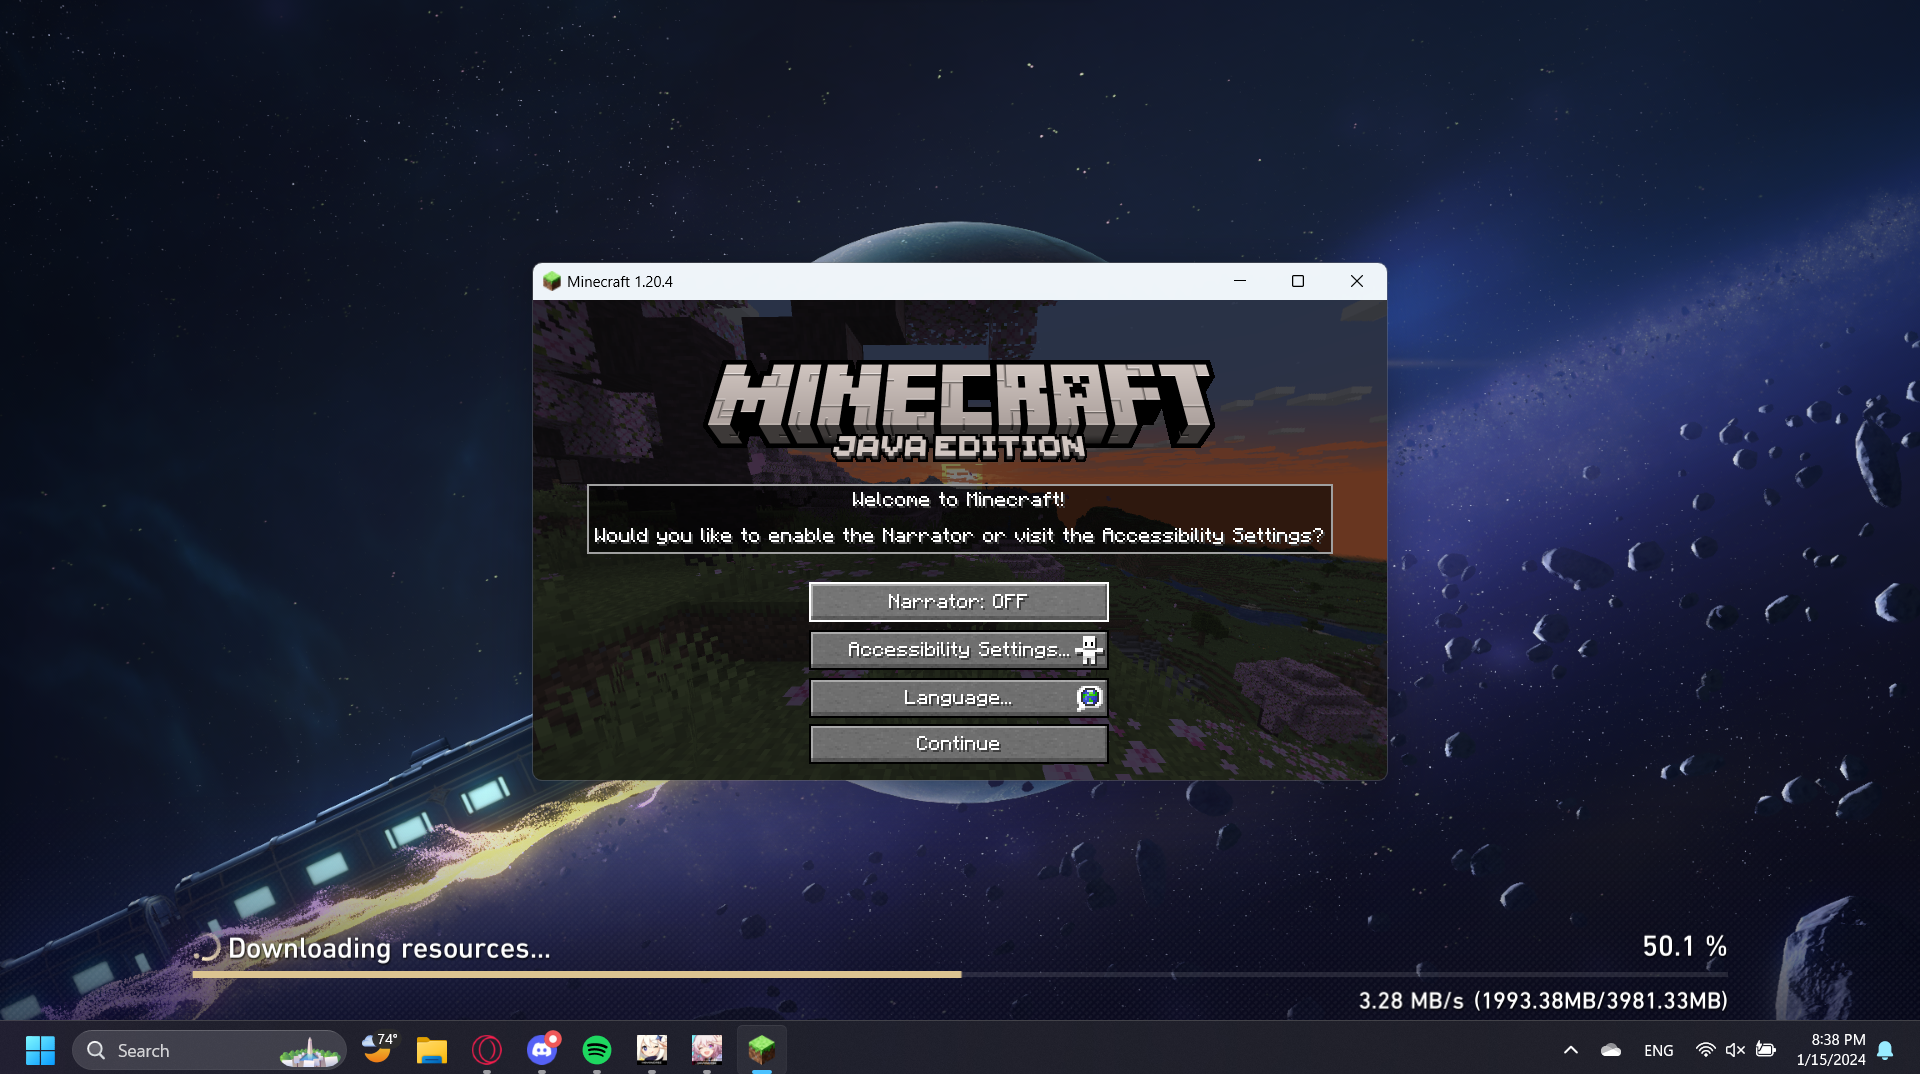 Minecraft 1.20.4
MINECRAFT
JAVA EDITION
Welcome to Minecraft!
Would you like to enable the Narrator or visit the Accessibility Settings?
Narrator: OFF
Accessibility Settings...
Language...
Continue
Downloading resources...
50.1 %
3.28 MB/s (1993.38MB/3981.33MB)
Search
74°
ENG
8:38 PM
1/15/2024